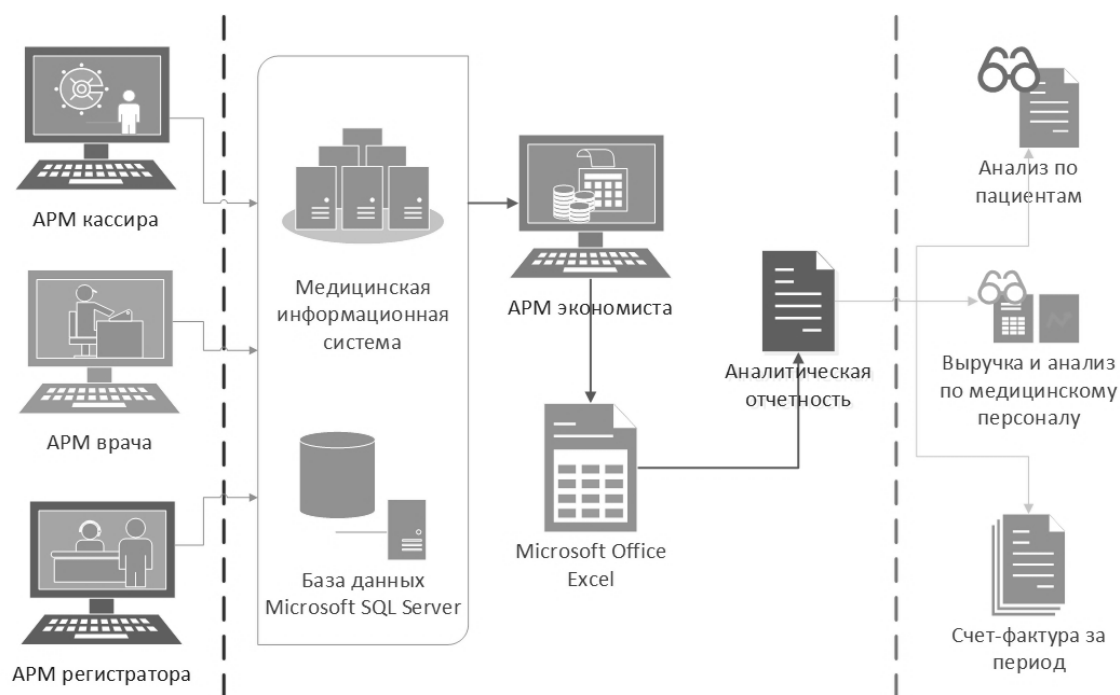 АРМ кассира
АРМ врача
АРМ регистратора
Медицинская
информационная
система
База данных
Microsoft SQL Server
АРМ экономиста
Microsoft Office
Excel
Аналитическая
отчетность
Анализ по
пациентам
Выручка и анализ
по медицинскому
персоналу
Счет-фактура за
период